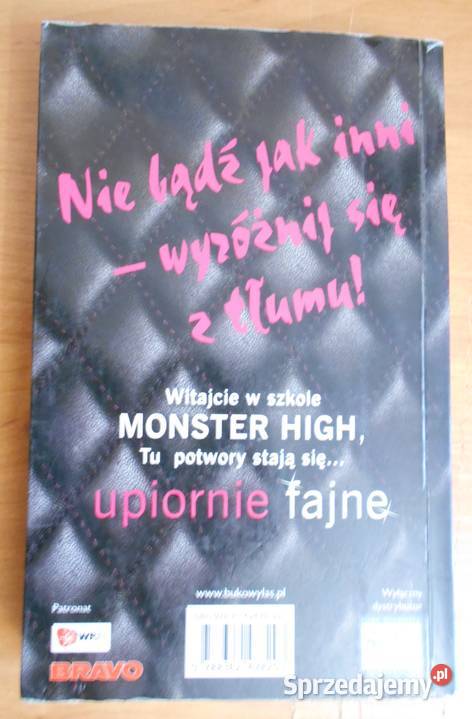 Nie bądź jak inni
– wyróżnij się
z tłumu!
Witajcie w szkole
MONSTER HIGH,
Tu potwory stają się...
upiornie fajne
www.bukowylas.pl
Patronat
Wyłączny
dystrybutor
BRAVO
Sprzedajemy.pl